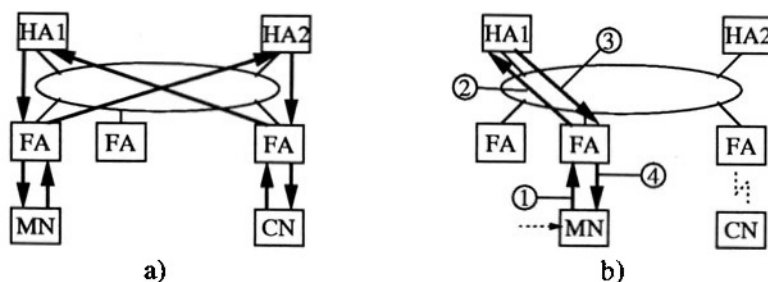 HA1 HA2
FA FA FA
MN CN
a)
HA1 ③ HA2
②
FA FA FA
① ④
MN CN
b)